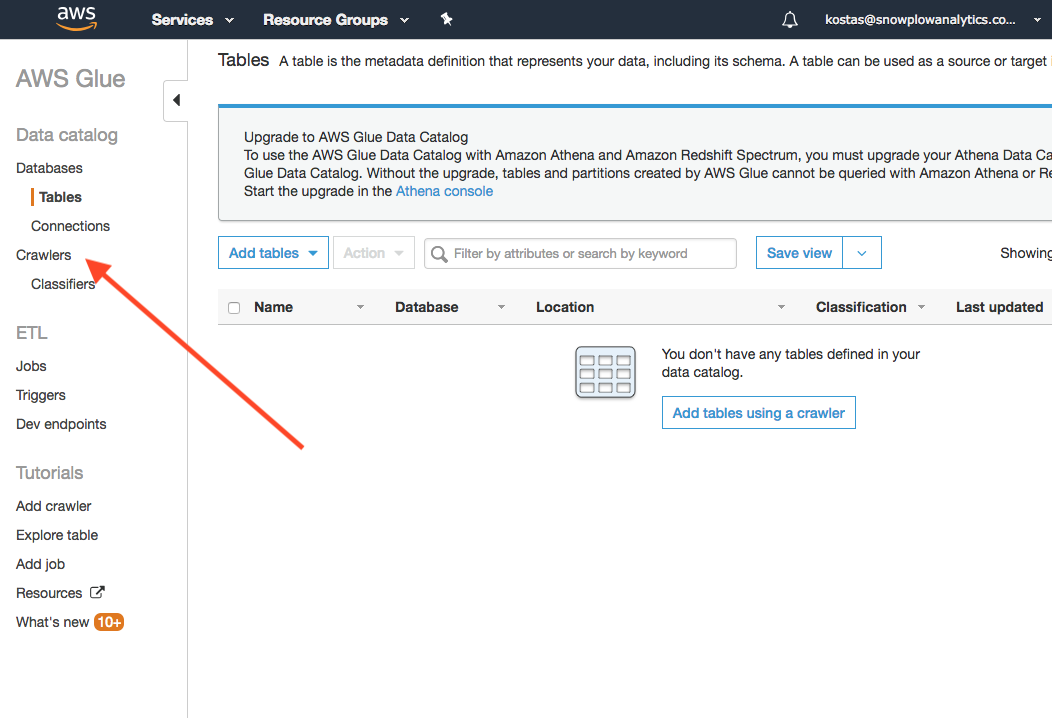 aws Services Resource Groups kostas@snowplowanalytics.co...
AWS Glue
Data catalog
Databases
Tables
Connections
Crawlers
Classifiers
ETL
Jobs
Triggers
Dev endpoints
Tutorials
Add crawler
Explore table
Add job
Resources
What's new 10+
Tables A table is the metadata definition that represents your data, including its schema. A table can be used as a source or target
Upgrade to AWS Glue Data Catalog
To use the AWS Glue Data Catalog with Amazon Athena and Amazon Redshift Spectrum, you must upgrade your Athena Data Ca
Glue Data Catalog. Without the upgrade, tables and partitions created by AWS Glue cannot be queried with Amazon Athena or Re
Start the upgrade in the Athena console
Add tables Action Filter by attributes or search by keyword Save view Showing
Name Database Location Classification Last updated
You don't have any tables defined in your
data catalog.
Add tables using a crawler